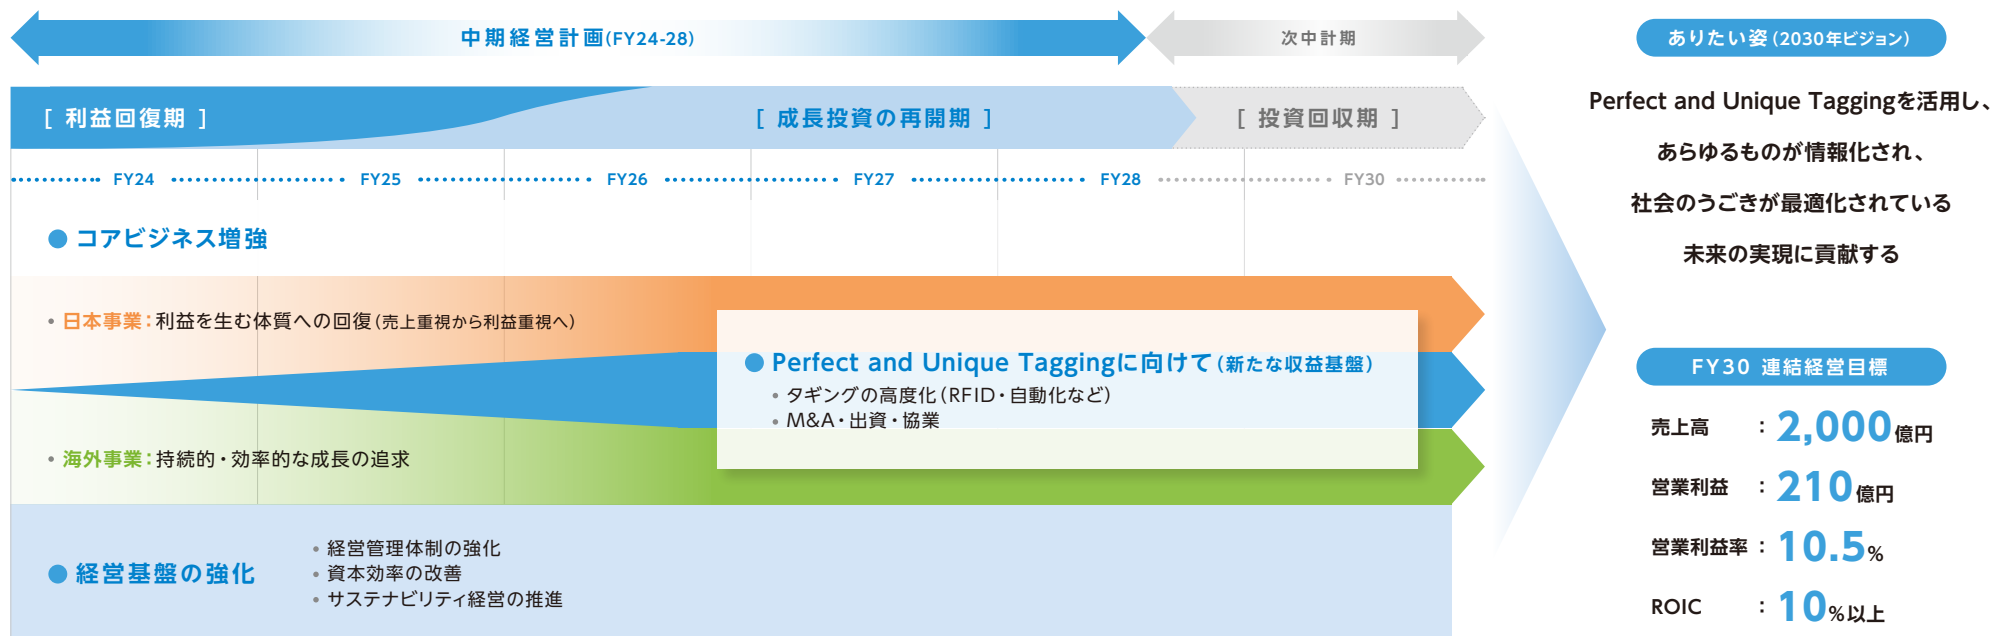 中期経営計画(FY24-28)
次中計期
[ 利益回復期 ]
[ 成長投資の再開期 ]
[ 投資回収期 ]
FY24
FY25
FY26
FY27
FY28
FY30
● コアビジネス増強
• 日本事業：利益を生む体質への回復(売上重視から利益重視へ)
● Perfect and Unique Taggingに向けて(新たな収益基盤)
• タギングの高度化(RFID・自動化など)
• M&A・出資・協業
• 海外事業：持続的・効率的な成長の追求
● 経営基盤の強化
• 経営管理体制の強化
• 資本効率の改善
• サステナビリティ経営の推進
ありたい姿(2030年ビジョン)
Perfect and Unique Taggingを活用し、
あらゆるものが情報化され、
社会のうごきが最適化されている
未来の実現に貢献する
FY30 連結経営目標
売上高 ：2,000億円
営業利益 ：210億円
営業利益率：10.5%
ROIC ：10%以上